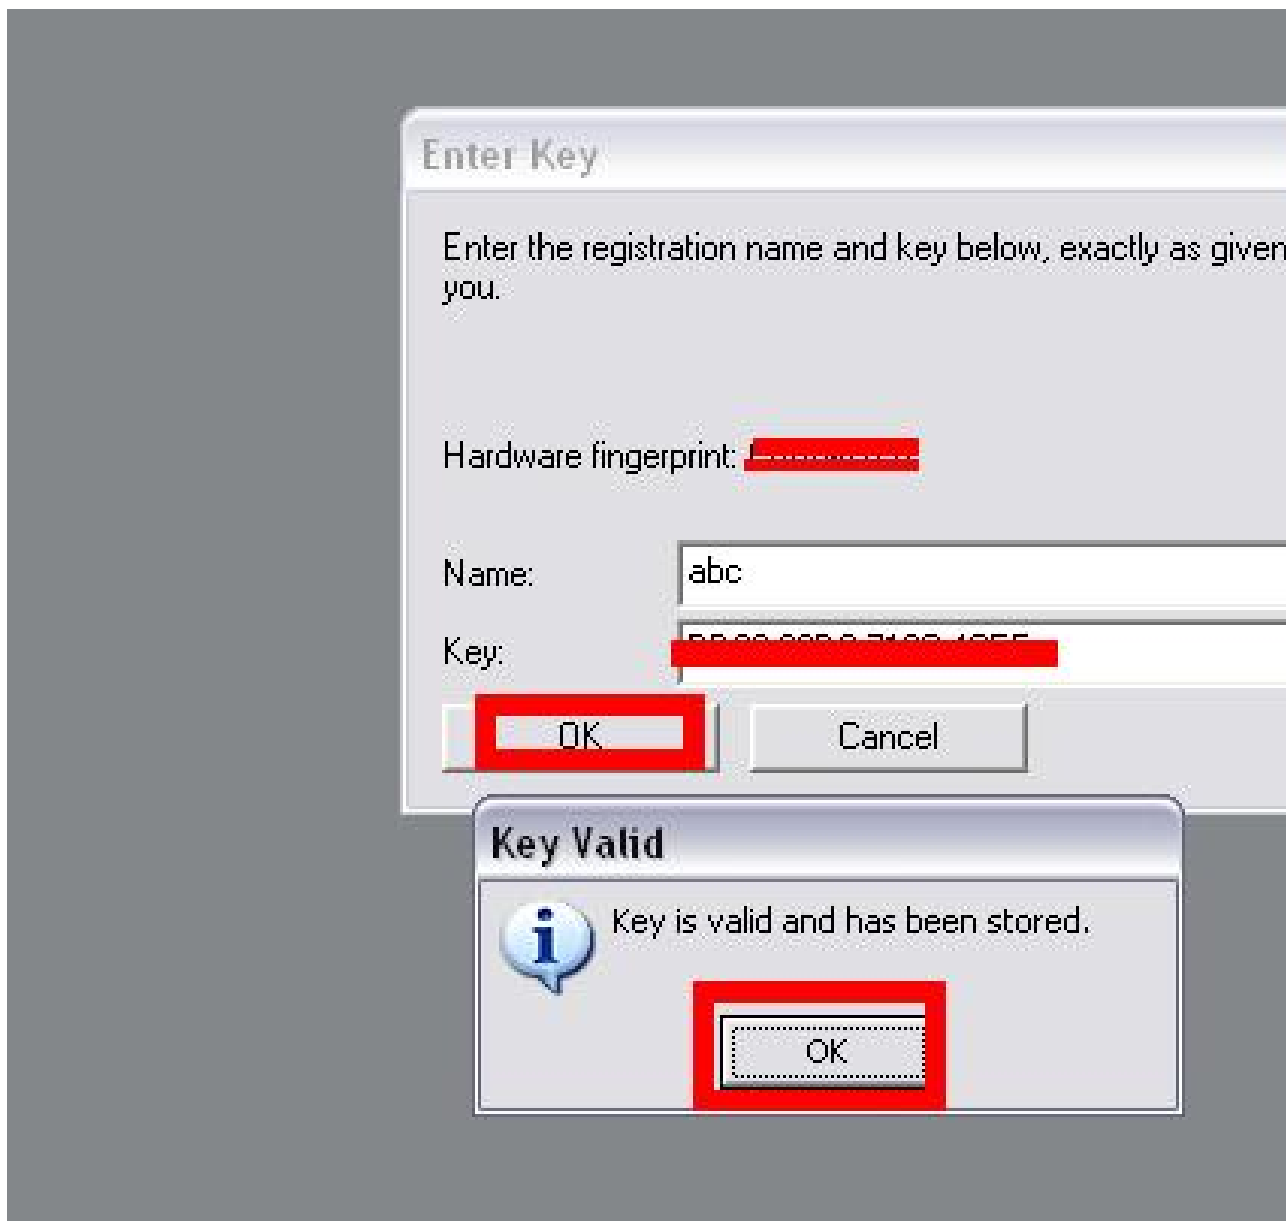 Enter Key
Enter the registration name and key below, exactly as given
you.
Hardware fingerprint:
Name:
abc
Key:
OK
Cancel
Key Valid
Key is valid and has been stored.
OK